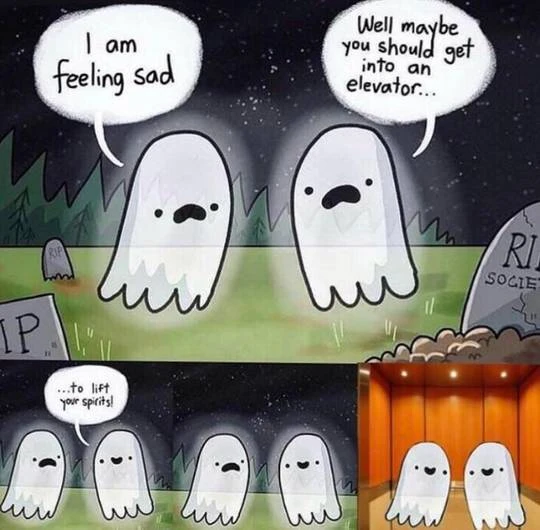 I am
feeling sad
Well maybe
you should get
into an
elevator...
RIP
IP
RI
SOCIE
...to lift
your spirits!